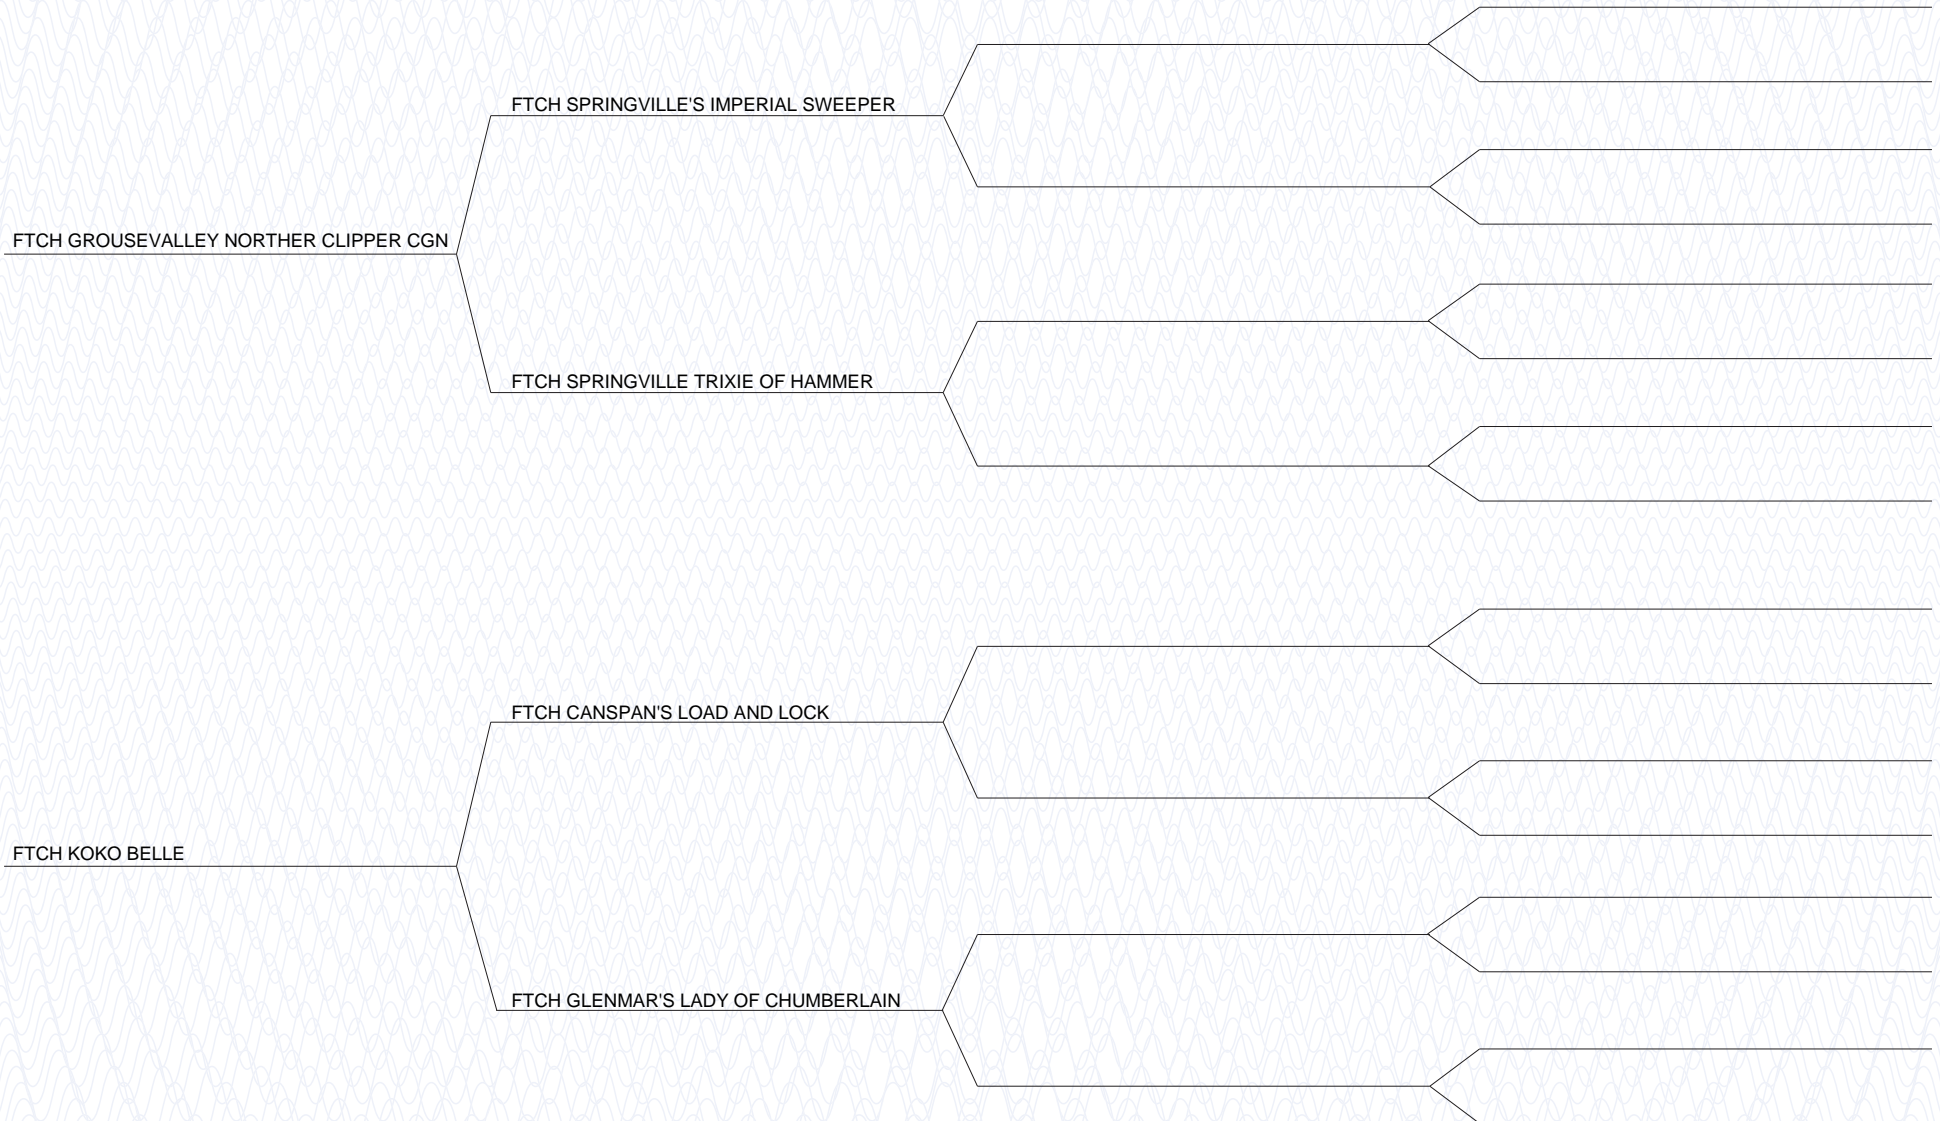 FTCH SPRINGVILLE'S IMPERIAL SWEEPER
FTCH GROUSEVALLEY NORTHER CLIPPER CGN
FTCH SPRINGVILLE TRIXIE OF HAMMER
FTCH CANSPAN'S LOAD AND LOCK
FTCH KOKO BELLE
FTCH GLENMAR'S LADY OF CHUMBERLAIN